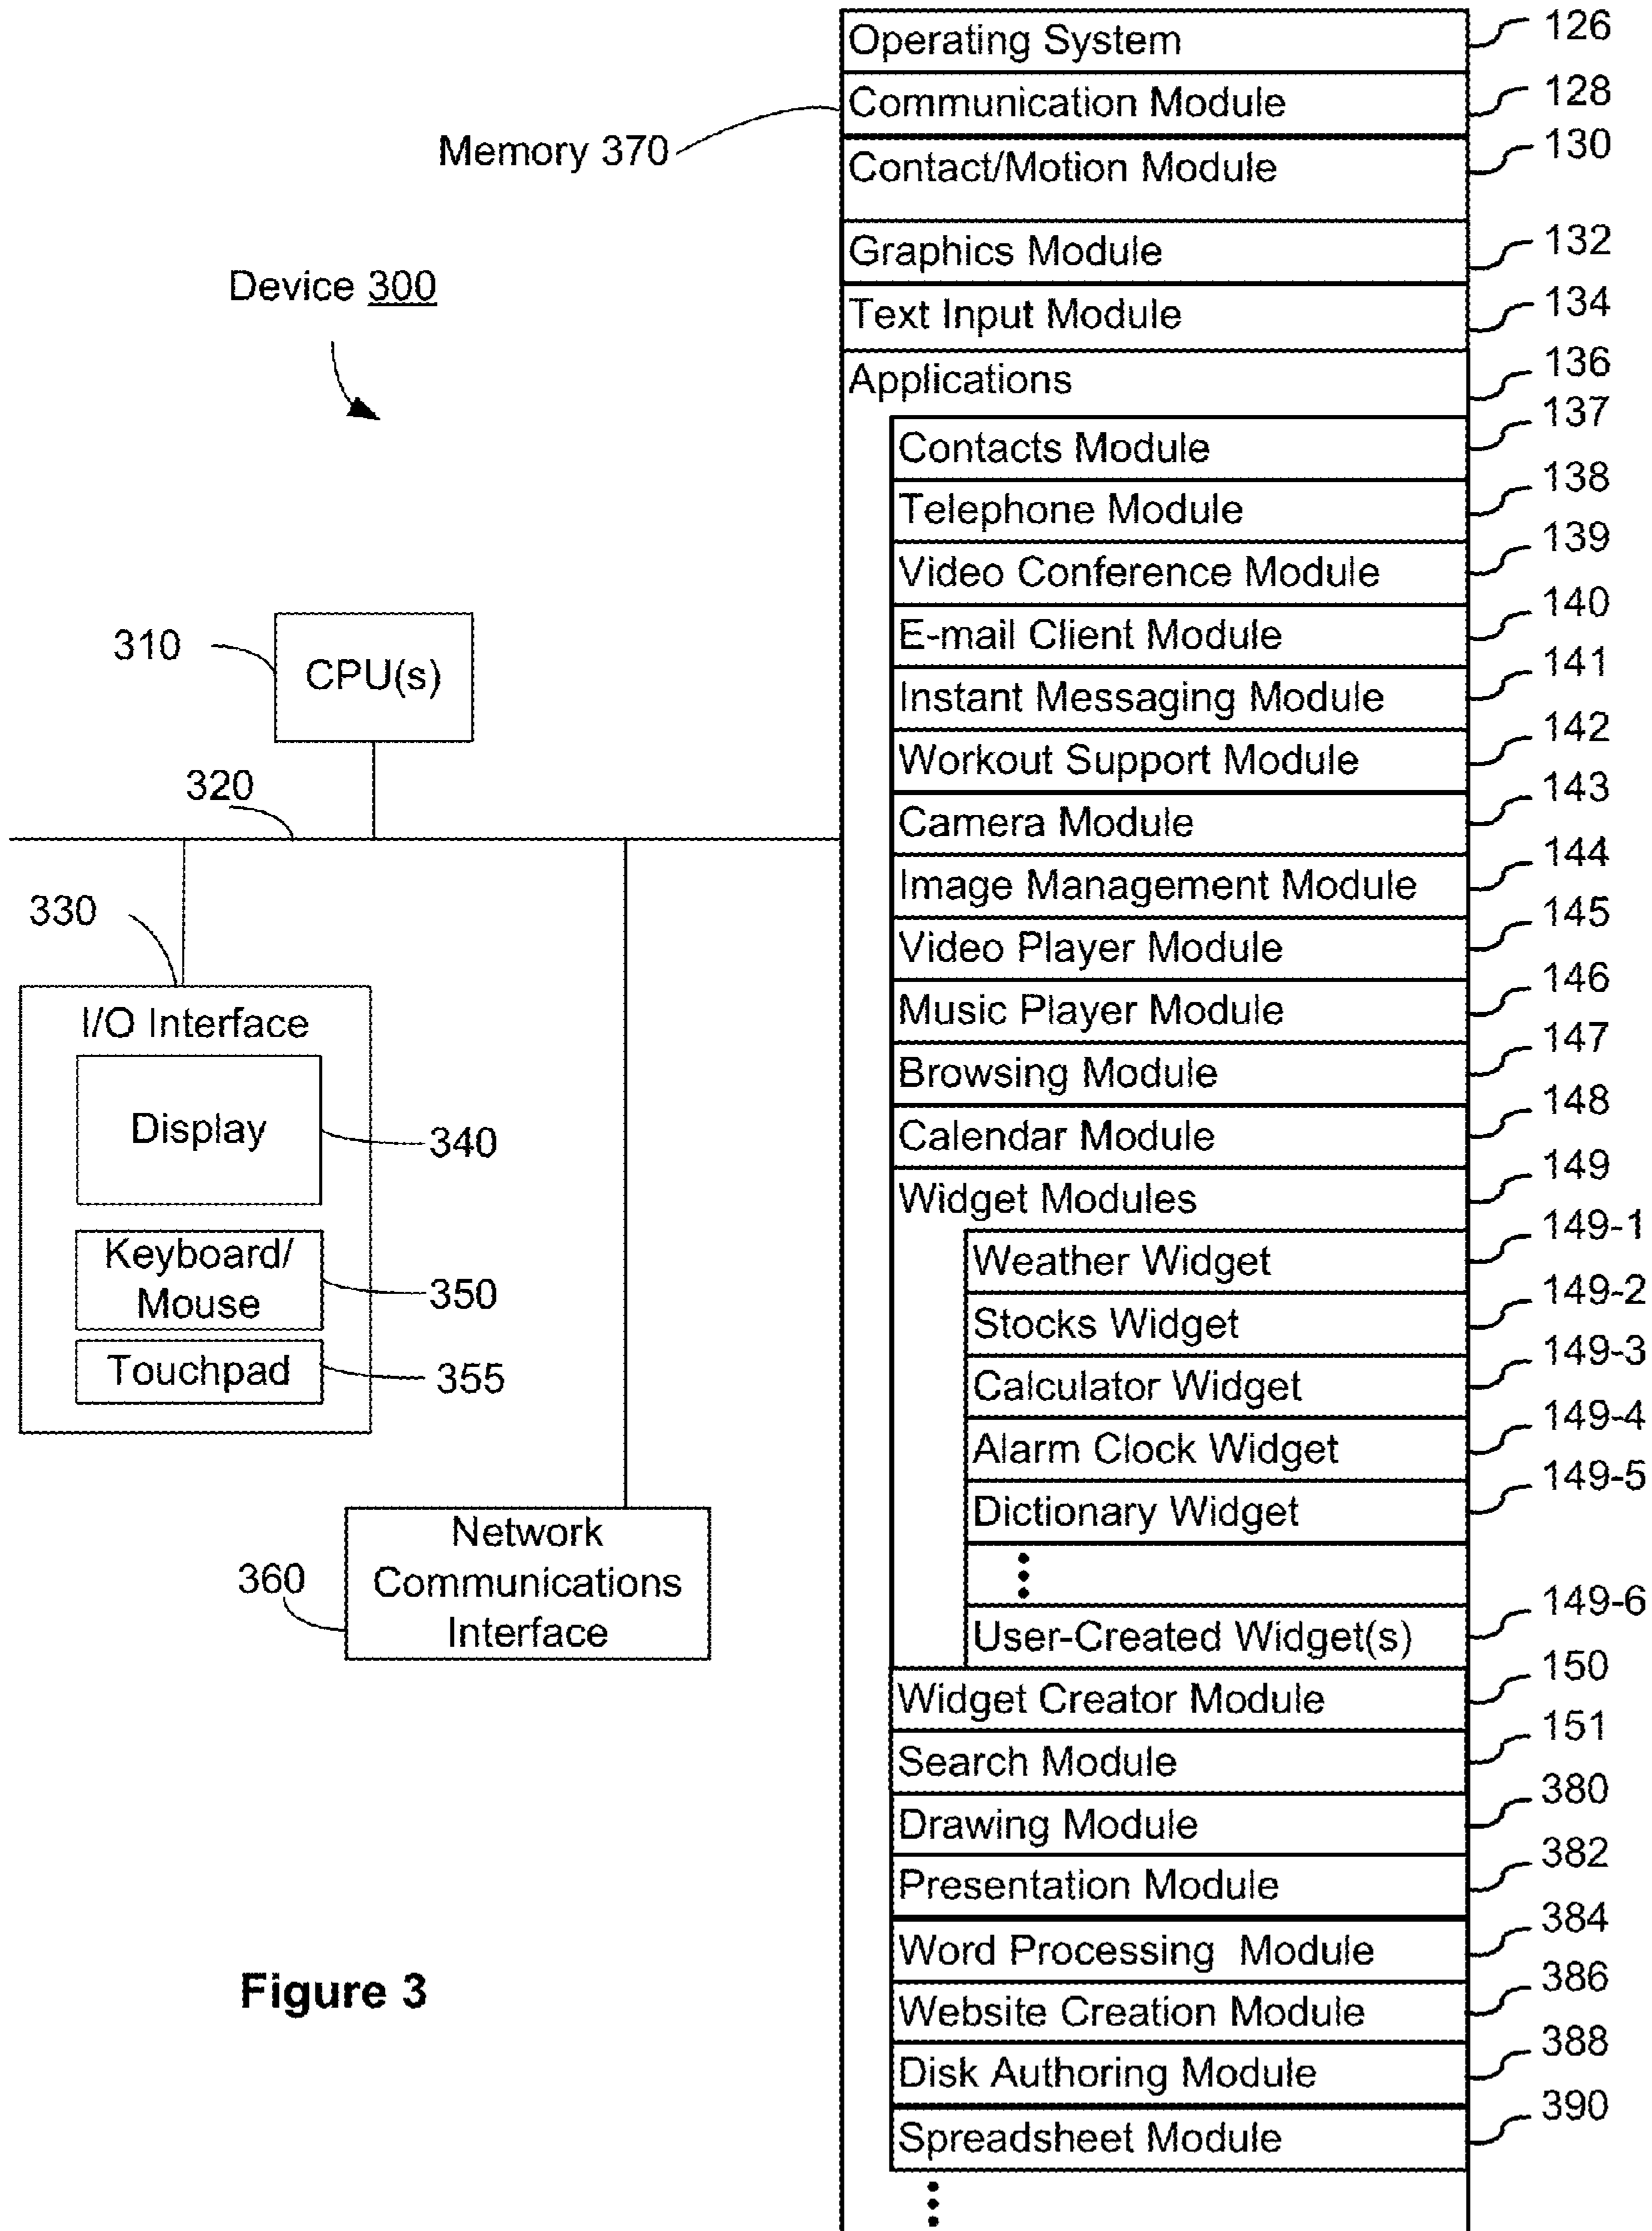 Operating System 126
Communication Module 128
Memory 370
Contact/Motion Module 130
Graphics Module 132
Device 300
Text Input Module 134
Applications 136
Contacts Module 137
Telephone Module 138
Video Conference Module 139
E-mail Client Module 140
Instant Messaging Module 141
Workout Support Module 142
Camera Module 143
Image Management Module 144
Video Player Module 145
Music Player Module 146
Browsing Module 147
Calendar Module 148
Widget Modules 149
Weather Widget 149-1
Stocks Widget 149-2
Calculator Widget 149-3
Alarm Clock Widget 149-4
Dictionary Widget 149-5
User-Created Widget(s) 149-6
Widget Creator Module 150
Search Module 151
Drawing Module 380
Presentation Module 382
Word Processing Module 384
Website Creation Module 386
Disk Authoring Module 388
Spreadsheet Module 390
310
CPU(s)
320
330
I/O Interface
Display
340
Keyboard/
Mouse
350
Touchpad
355
360
Network
Communications
Interface
Figure 3